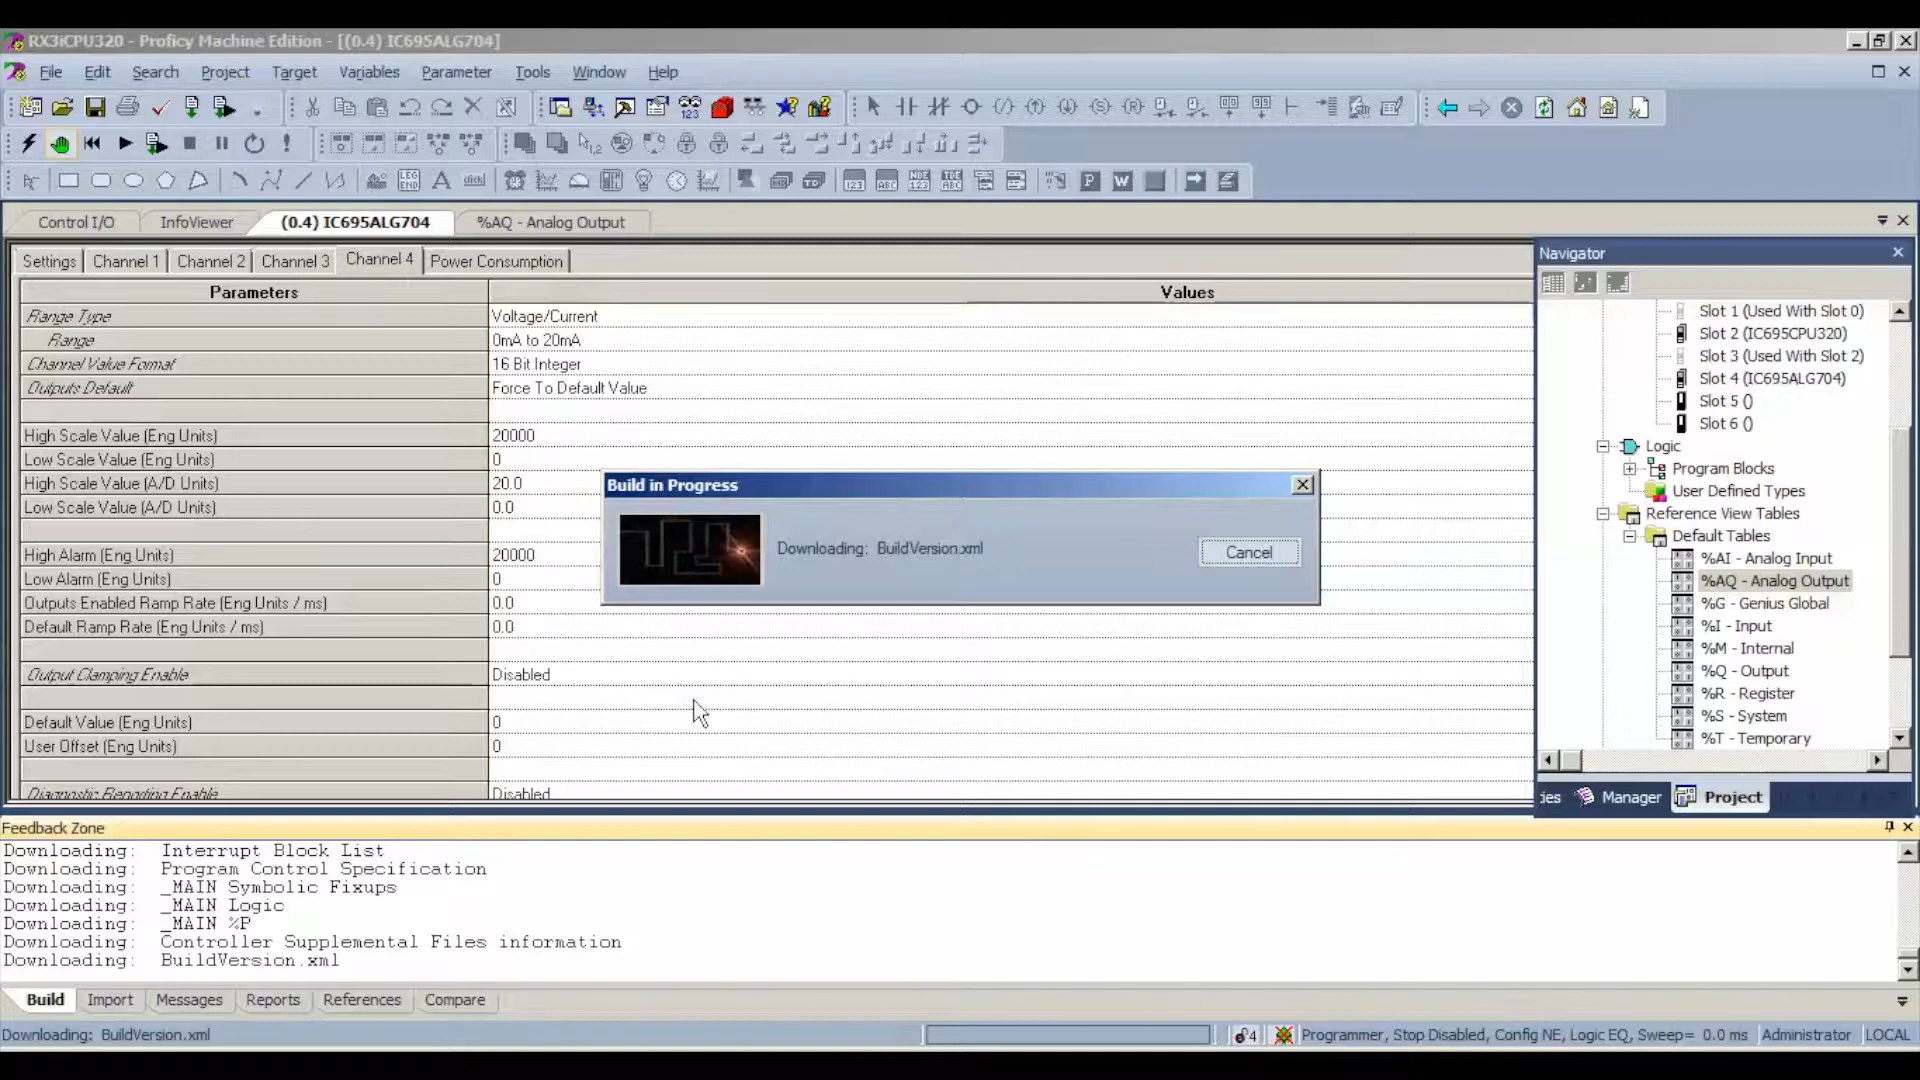 RX3iCPU320 - Proficy Machine Edition - [(0.4) IC695ALG704]
File Edit Search Project Target Variables Parameter Tools Window Help
Control I/O InfoViewer (0.4) IC695ALG704 %AQ - Analog Output
Settings Channel 1 Channel 2 Channel 3 Channel 4 Power Consumption
Parameters Values
Range Type Voltage/Current
Range 0mA to 20mA
Channel Value Format 16 Bit Integer
Outputs Default Force To Default Value
High Scale Value (Eng Units) 20000
Low Scale Value (Eng Units) 0
High Scale Value (A/D Units) 20.0
Low Scale Value (A/D Units) 0.0
High Alarm (Eng Units) 20000
Low Alarm (Eng Units) 0
Outputs Enabled Ramp Rate (Eng Units / ms) 0.0
Default Ramp Rate (Eng Units / ms) 0.0
Output Clamping Enable Disabled
Default Value (Eng Units) 0
User Offset (Eng Units) 0
Diagnostic Reporting Enable Disabled
Build in Progress
Downloading: BuildVersion.xml
Cancel
Navigator
Slot 1 (Used With Slot 0)
Slot 2 (IC695CPU320)
Slot 3 (Used With Slot 2)
Slot 4 (IC695ALG704)
Slot 5 ()
Slot 6 ()
Logic
Program Blocks
User Defined Types
Reference View Tables
Default Tables
%AI - Analog Input
%AQ - Analog Output
%G - Genius Global
%I - Input
%M - Internal
%Q - Output
%R - Register
%S - System
%T - Temporary
ies Manager Project
Feedback Zone
Downloading: Interrupt Block List
Downloading: Program Control Specification
Downloading: _MAIN Symbolic Fixups
Downloading: _MAIN Logic
Downloading: _MAIN %P
Downloading: Controller Supplemental Files information
Downloading: BuildVersion.xml
Build Import Messages Reports References Compare
Downloading: BuildVersion.xml 4 Programmer, Stop Disabled, Config NE, Logic EQ, Sweep= 0.0 ms Administrator LOCAL